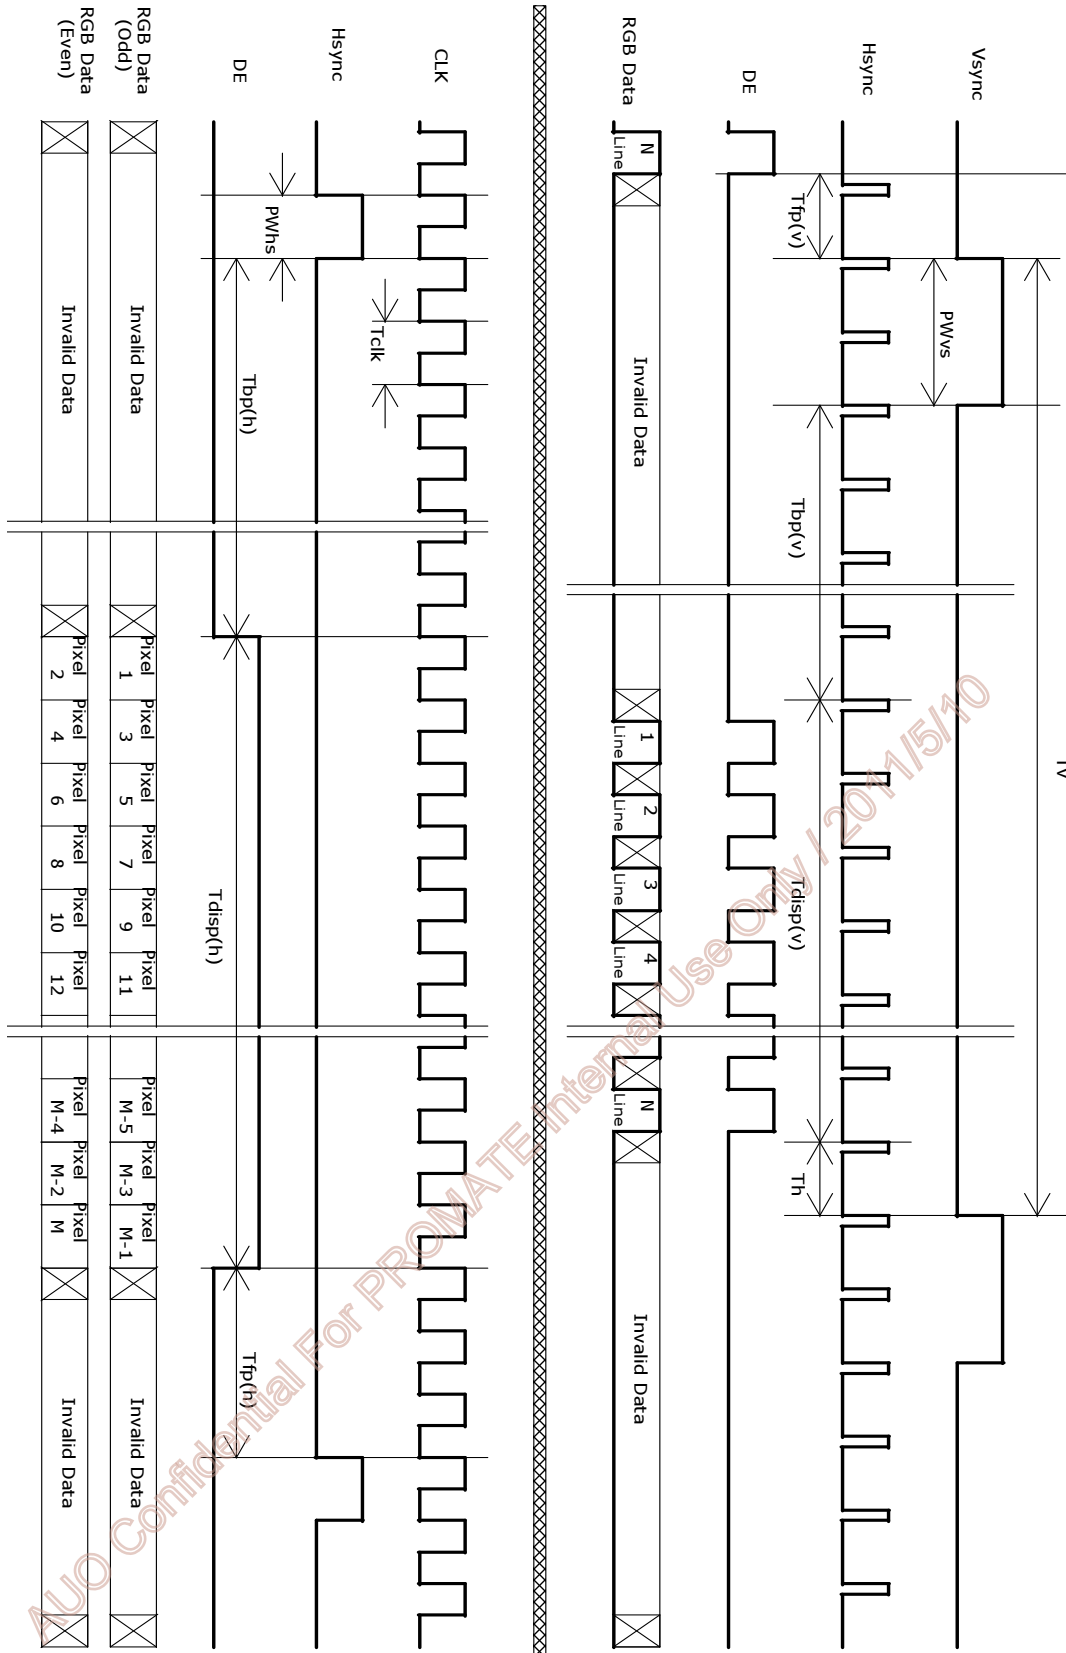 Tv
Vsync
PWvs
Hsync
Tfp(v)
Tbp(v)
Tdisp(v)
Th
DE
RGB Data
N
Line
Invalid Data
1
Line
2
Line
3
Line
4
Line
N
Line
Invalid Data
CLK
Tclk
Hsync
PWhs
DE
Tbp(h)
Tdisp(h)
Tfp(h)
RGB Data
(Odd)
Invalid Data
Pixel
1
Pixel
3
Pixel
5
Pixel
7
Pixel
9
Pixel
11
Pixel
M-5
Pixel
M-3
Pixel
M-1
Invalid Data
RGB Data
(Even)
Invalid Data
Pixel
2
Pixel
4
Pixel
6
Pixel
8
Pixel
10
Pixel
12
Pixel
M-4
Pixel
M-2
Pixel
M
Invalid Data
AUO Confidential For PROMATE Internal Use Only / 2011/5/10